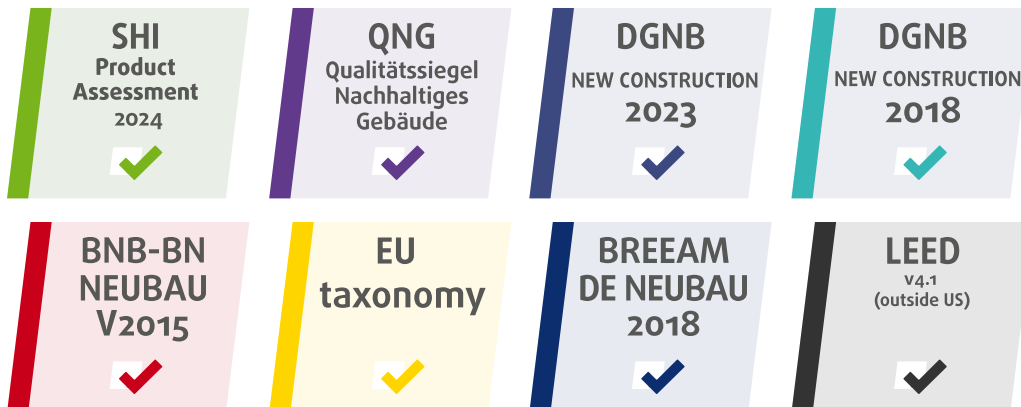 SHI
Product
Assessment
2024
QNG
Qualitätssiegel
Nachhaltiges
Gebäude
DGNB
NEW CONSTRUCTION
2023
DGNB
NEW CONSTRUCTION
2018
BNB-BN
NEUBAU
V2015
EU
taxonomy
BREEAM
DE NEUBAU
2018
LEED
v4.1
(outside US)